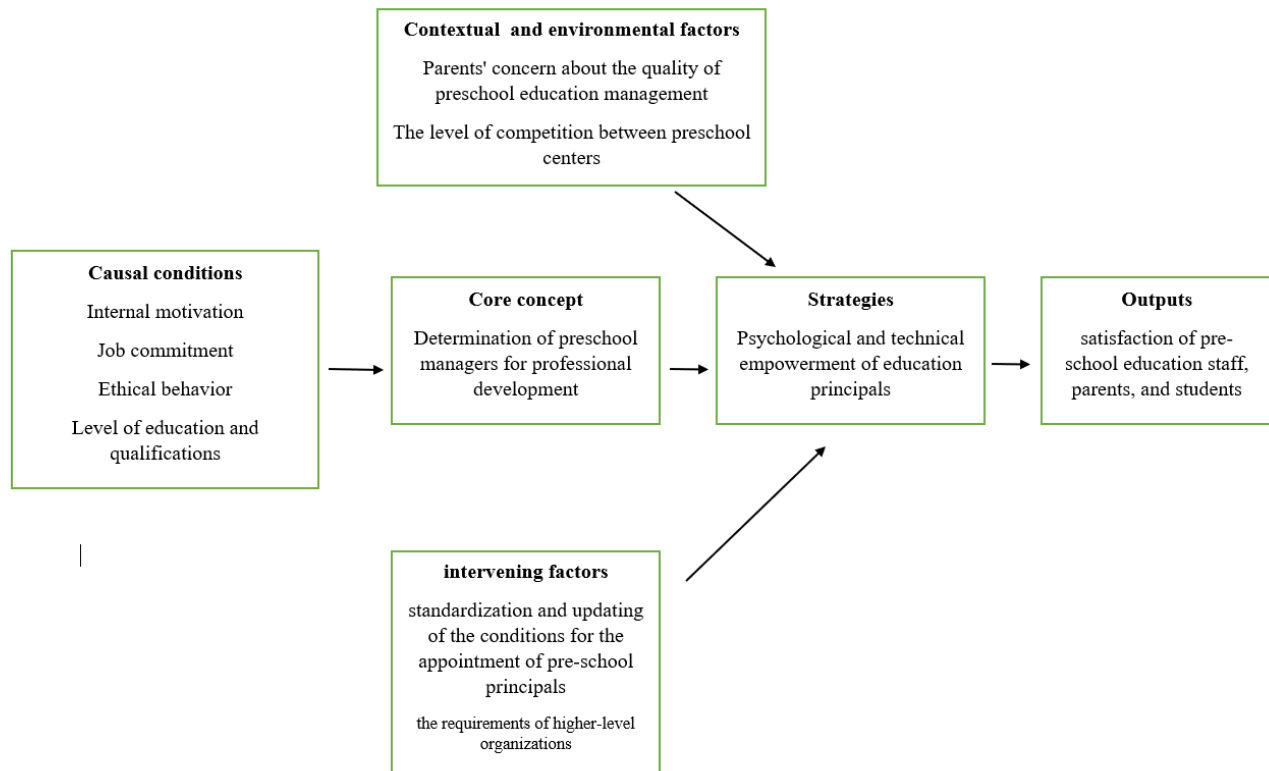 Contextual and environmental factors
Parents' concern about the quality of
preschool education management
The level of competition between preschool
centers
Causal conditions
Internal motivation
Job commitment
Ethical behavior
Level of education and
qualifications
Core concept
Determination of preschool
managers for professional
development
Strategies
Psychological and technical
empowerment of education
principals
Outputs
satisfaction of pre-
school education staff,
parents, and students
intervening factors
standardization and updating
of the conditions for the
appointment of pre-school
principals
the requirements of higher-level
organizations